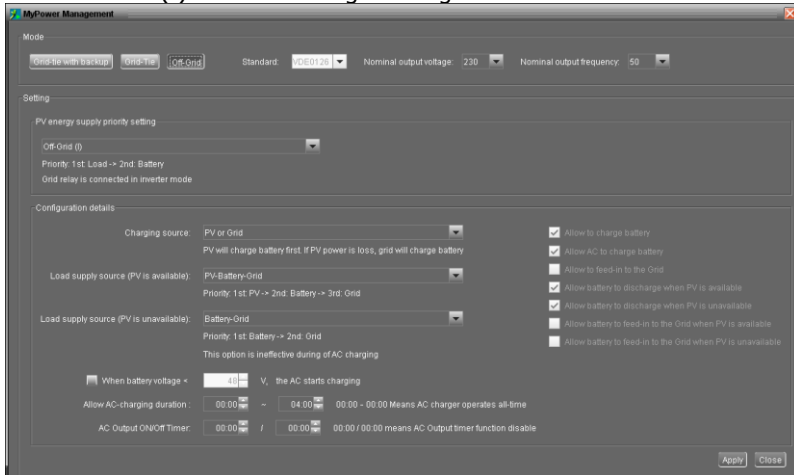 MyPower Management
Mode
Grid-tie with backup Grid-Tie Off-Grid Standard: VDE0126 Nominal output voltage: 230 Nominal output frequency: 50
Setting
PV energy supply priority setting
Off-Grid (I)
Priority: 1st: Load -> 2nd: Battery
Grid relay is connected in inverter mode
Configuration details
Charging source: PV or Grid
PV will charge battery first. If PV power is loss, grid will charge battery
Load supply source (PV is available): PV-Battery-Grid
Priority: 1st: PV-> 2nd: Battery-> 3rd: Grid
Load supply source (PV is unavailable): Battery-Grid
Priority: 1st: Battery-> 2nd: Grid
This option is ineffective during of AC charging
Allow to charge battery
Allow AC to charge battery
Allow to feed-in to the Grid
Allow battery to discharge when PV is available
Allow battery to discharge when PV is unavailable
Allow battery to feed-in to the Grid when PV is available
Allow battery to feed-in to the Grid when PV is unavailable
When battery voltage < 48 V, the AC starts charging
Allow AC-charging duration : 00:00 ~ 04:00 00:00 - 00:00 Means AC charger operates all-time
AC Output ON/Off Timer: 00:00 / 00:00 00:00 / 00:00 means AC Output timer function disable
Apply Close